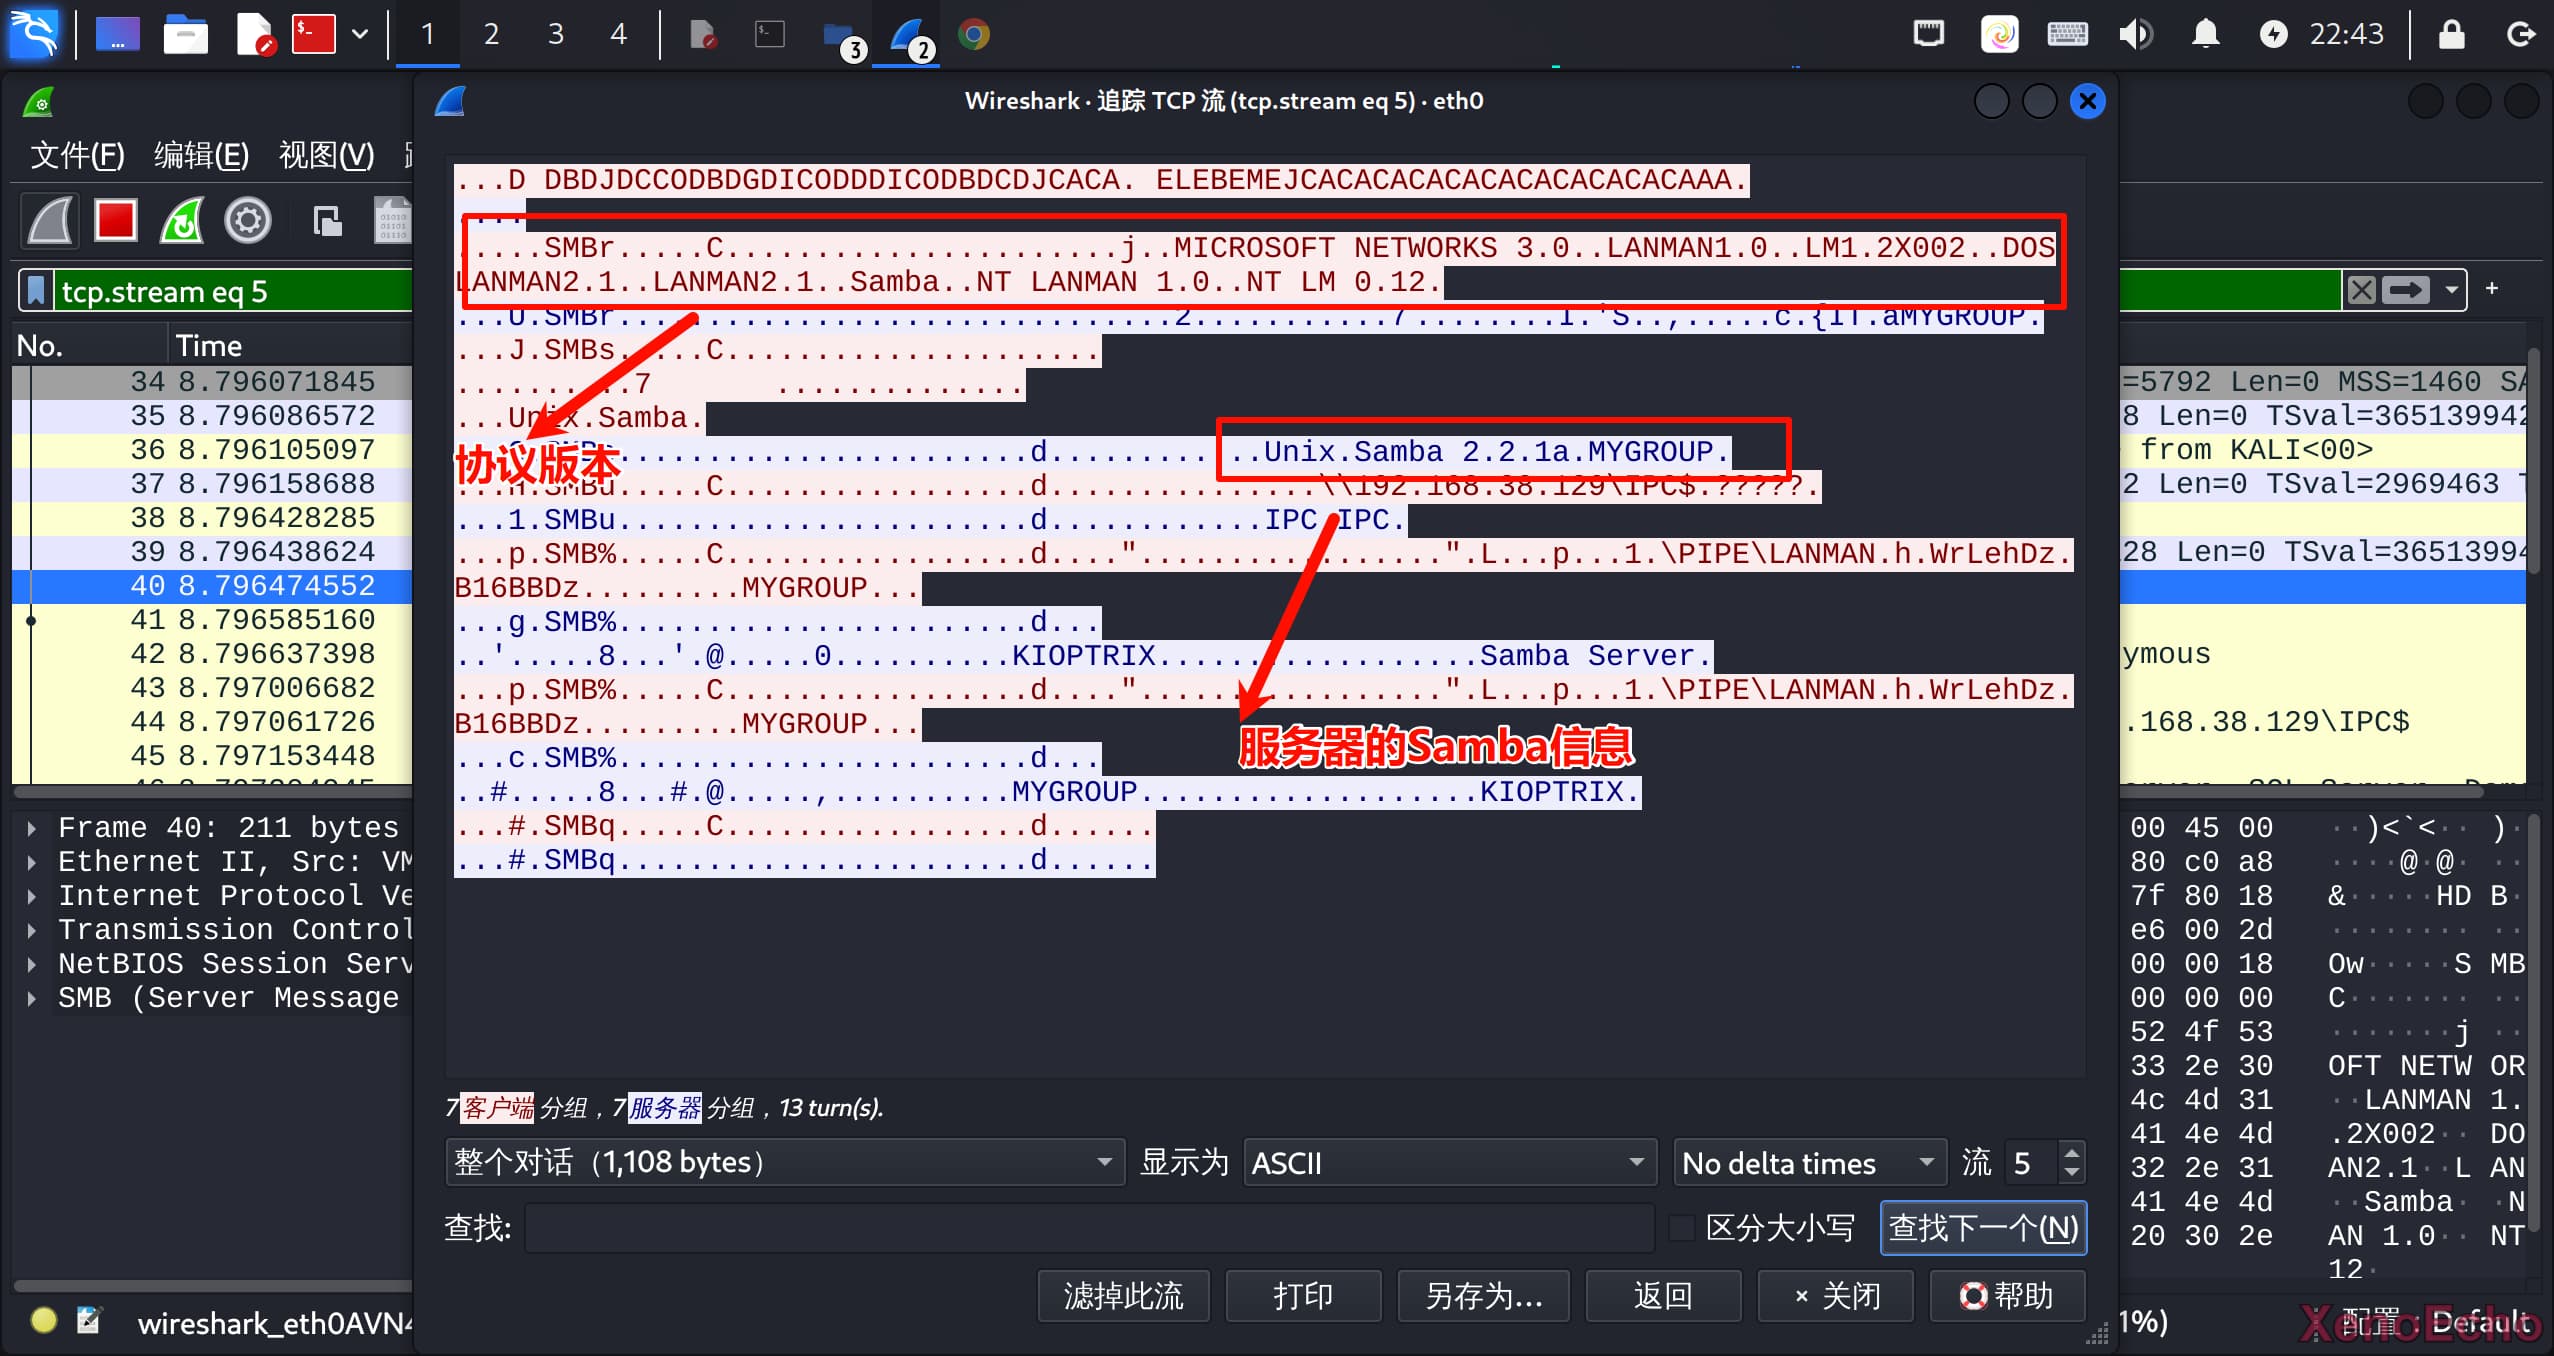 1 2 3 4 3 2 22:43
Wireshark · 追踪 TCP 流 (tcp.stream eq 5) · eth0
文件(F) 编辑(E) 视图(V)
tcp.stream eq 5
No. Time
34 8.796071845
35 8.796086572
36 8.796105097
37 8.796158688
38 8.796428285
39 8.796438624
40 8.796474552
41 8.796585160
42 8.796637398
43 8.797006682
44 8.797061726
45 8.797153448
=5792 Len=0 MSS=1460 SA
8 Len=0 TSval=365139942
from KALI<00>
2 Len=0 TSval=2969463
28 Len=0 TSval=36513994
ymous
.168.38.129\IPC$
...D DBDJDCCODBDGDICODDDICODBDCDJCACA. ELEBEMEJCACACACACACACACACACACAAA.
....
.....SMBr.....C......................j..MICROSOFT NETWORKS 3.0..LANMAN1.0..LM1.2X002..DOS
LANMAN2.1..LANMAN2.1..Samba..NT LANMAN 1.0..NT LM 0.12.
...U.SMBr...............................2..........7........I.'S..,.....c.{IT.aMYGROUP.
...J.SMBs.....C.....................
..........7 ..............
...Unix.Samba.
.......................d............Unix.Samba 2.2.1a.MYGROUP.
协议版本
...H.SMBu.....C.................d...............\\192.168.38.129\IPC$.?????.
...1.SMBu.......................d............IPC.IPC.
...p.SMB%.....C.................d...."................. ".L...p...1.\PIPE\LANMAN.h.WrLehDz.
B16BBDz.........MYGROUP...
...g.SMB%.......................d...
..'.....8...'.@.....0..........KIOPTRIX..................Samba Server.
...p.SMB%.....C.................d...."................. ".L...p...1.\PIPE\LANMAN.h.WrLehDz.
B16BBDz.........MYGROUP...
服务器的Samba信息
...c.SMB%.......................d...
..#.....8...#.@.....,..........MYGROUP...................KIOPTRIX.
...#.SMBq.....C.................d......
...#.SMBq.......................d......
Frame 40: 211 bytes
Ethernet II, Src: VM
Internet Protocol Ve
Transmission Control
NetBIOS Session Serv
SMB (Server Message
00 45 00 ··)<`<·· )·
80 c0 a8 ····@·@· ··
7f 80 18 &·····HD B·
e6 00 2d ········ ··
00 00 18 Ow·····S MB
00 00 00 C······· ··
52 4f 53 ·······j ··
33 2e 30 OFT NETW OR
4c 4d 31 ··LANMAN 1.
41 4e 4d .2X002·· DO
32 2e 31 AN2.1··L AN
41 4e 4d ··Samba· ·N
20 30 2e AN 1.0·· NT
12·
7 客户端 分组，7 服务器 分组，13 turn(s).
整个对话（1,108 bytes） 显示为 ASCII No delta times 流 5
查找: 区分大小写 查找下一个(N)
滤掉此流 打印 另存为… 返回 × 关闭 帮助
wireshark_eth0AVN4
1%) 配置：Default
XenoEcho